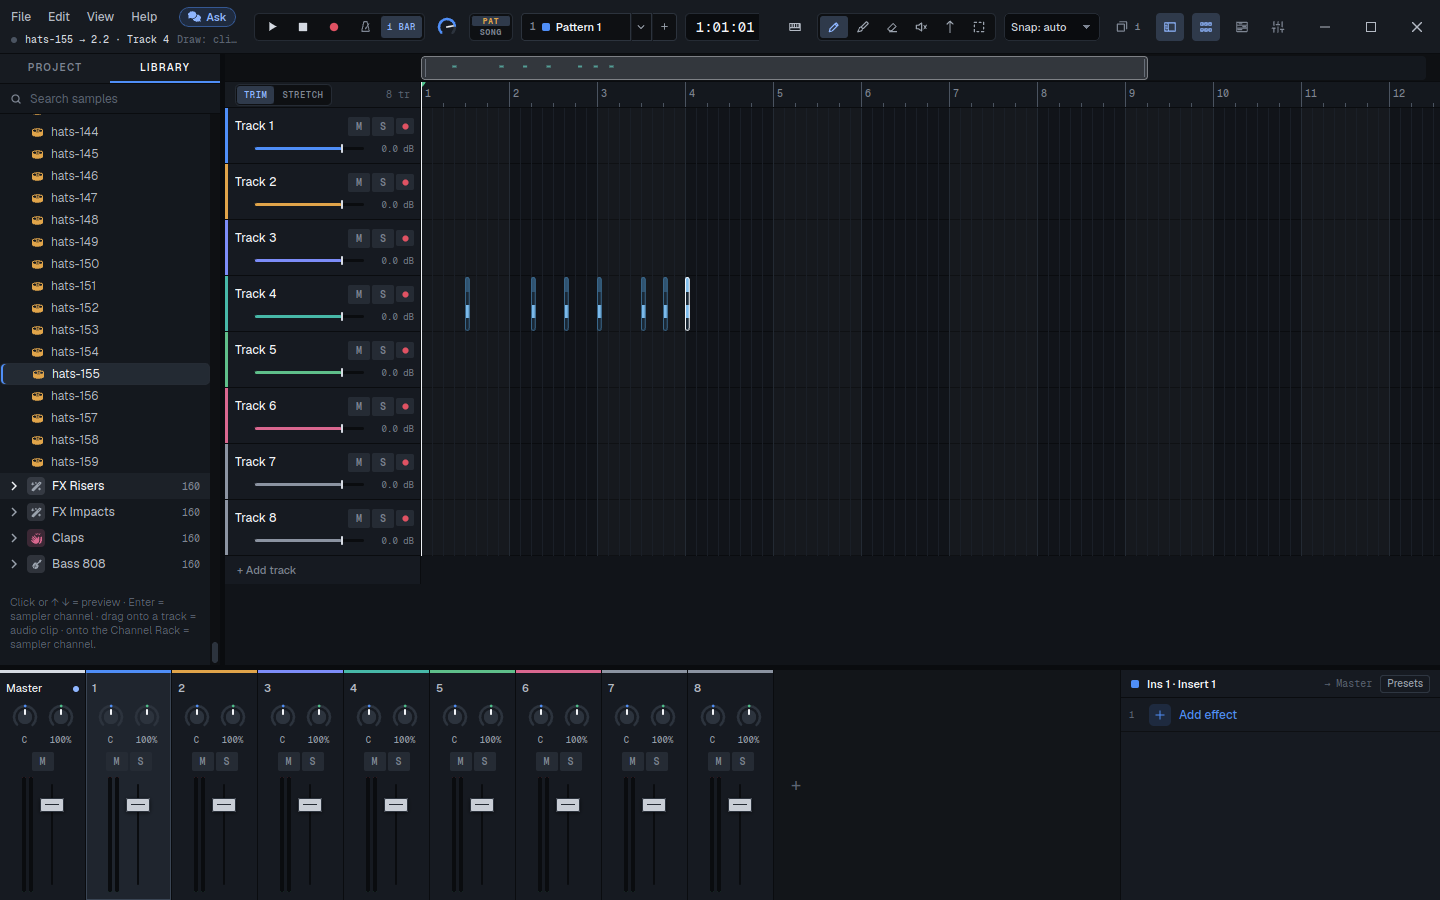 File Edit View Help Ask
hats-155 → 2.2 · Track 4 Draw: cli…
1 BAR
PAT
SONG
1 Pattern 1
1:01:01
Snap: auto
1
PROJECT LIBRARY
Search samples
TRIM STRETCH 8 tr
1 2 3 4 5 6 7 8 9 10 11 12
hats-144
hats-145
hats-146
hats-147
hats-148
hats-149
hats-150
hats-151
hats-152
hats-153
hats-154
hats-155
hats-156
hats-157
hats-158
hats-159
FX Risers 160
FX Impacts 160
Claps 160
Bass 808 160
Click or ↑↓ = preview · Enter =
sampler channel · drag onto a track =
audio clip · onto the Channel Rack =
sampler channel.
Track 1 M S
0.0 dB
Track 2 M S
0.0 dB
Track 3 M S
0.0 dB
Track 4 M S
0.0 dB
Track 5 M S
0.0 dB
Track 6 M S
0.0 dB
Track 7 M S
0.0 dB
Track 8 M S
0.0 dB
+ Add track
Master 1 2 3 4 5 6 7 8
C 100% C 100% C 100% C 100% C 100% C 100% C 100% C 100% C 100%
M M S M S M S M S M S M S M S M S
+
Ins 1 · Insert 1 → Master Presets
1 + Add effect